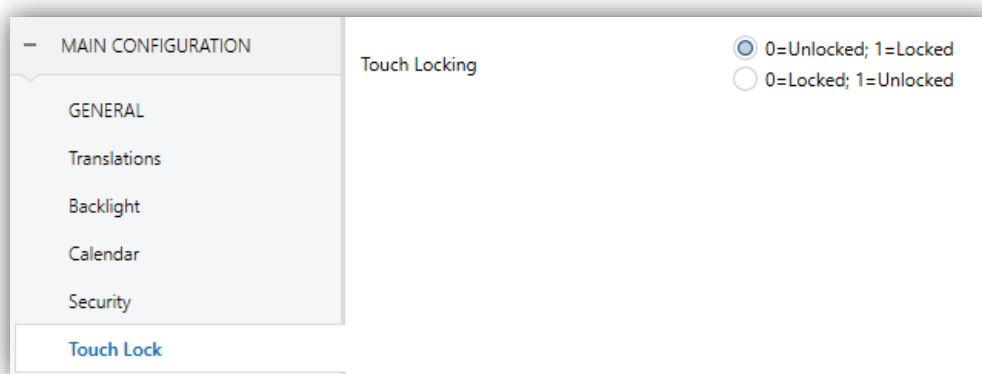 MAIN CONFIGURATION
GENERAL
Translations
Backlight
Calendar
Security
Touch Lock
Touch Locking
0=Unlocked; 1=Locked
0=Locked; 1=Unlocked